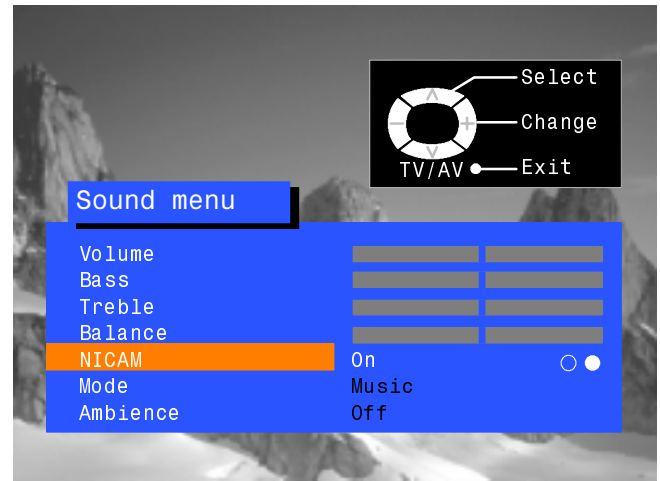 Select
Change
TV/AV Exit
Sound menu
Volume
Bass
Treble
Balance
NICAM On
Mode Music
Ambience Off